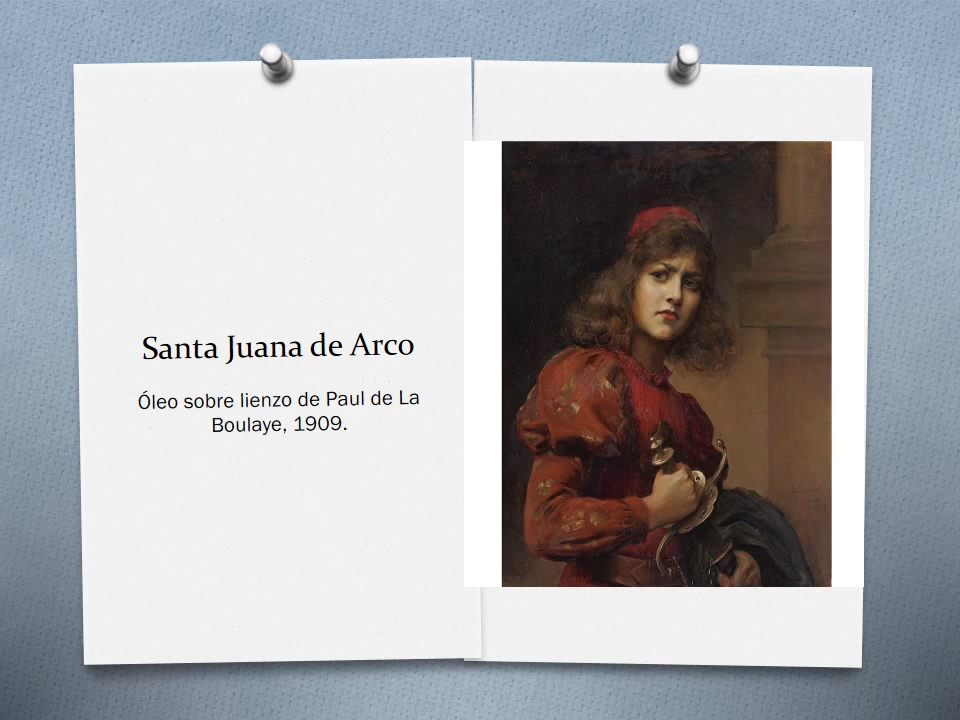 Santa Juana de Arco
Óleo sobre lienzo de Paul de La
Boulaye, 1909.